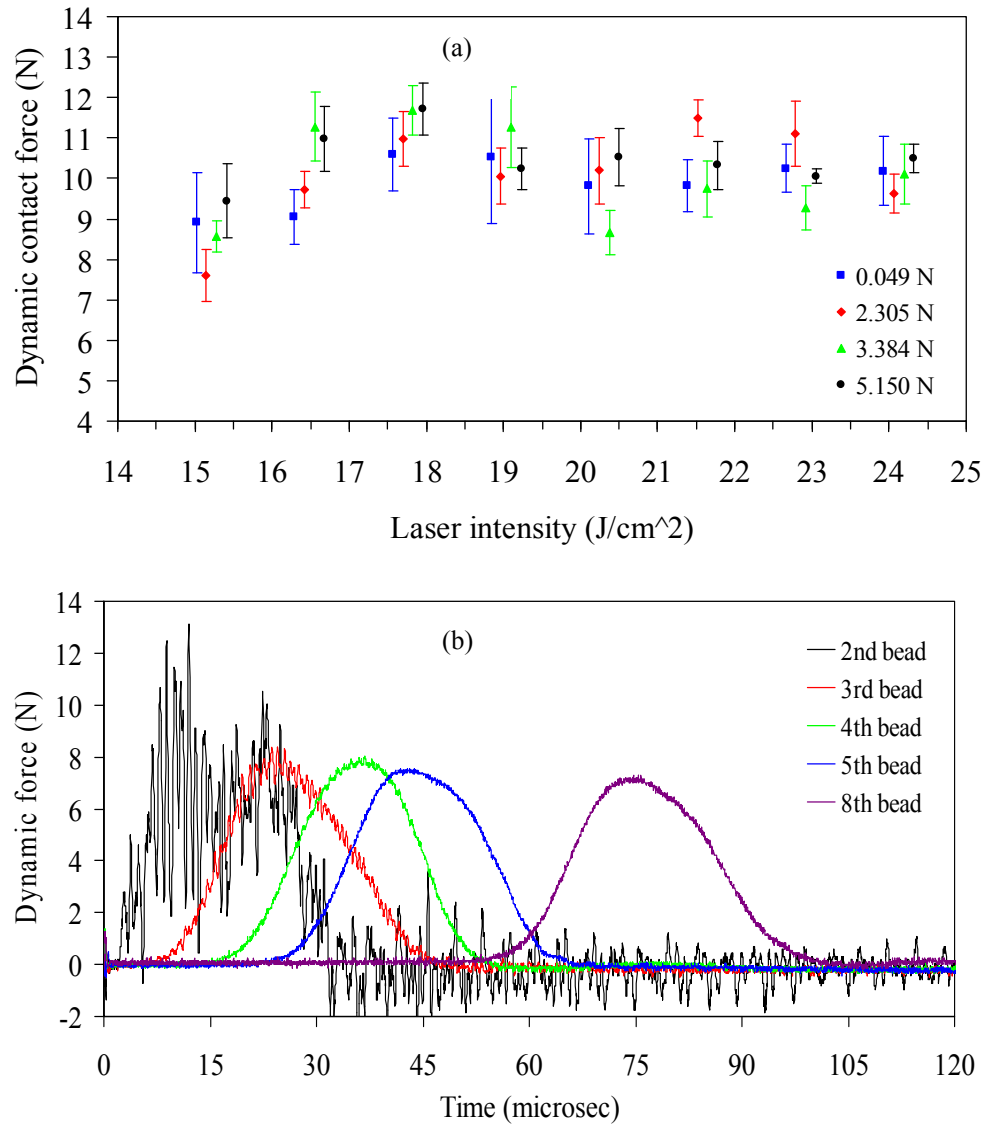 (a)
14
13
12
11
10
9
8
7
6
5
4
Dynamic contact force (N)
0.049 N
2.305 N
3.384 N
5.150 N
14 15 16 17 18 19 20 21 22 23 24 25
Laser intensity (J/cm^2)
(b)
14
12
10
8
6
4
2
0
-2
Dynamic force (N)
2nd bead
3rd bead
4th bead
5th bead
8th bead
0 15 30 45 60 75 90 105 120
Time (microsec)